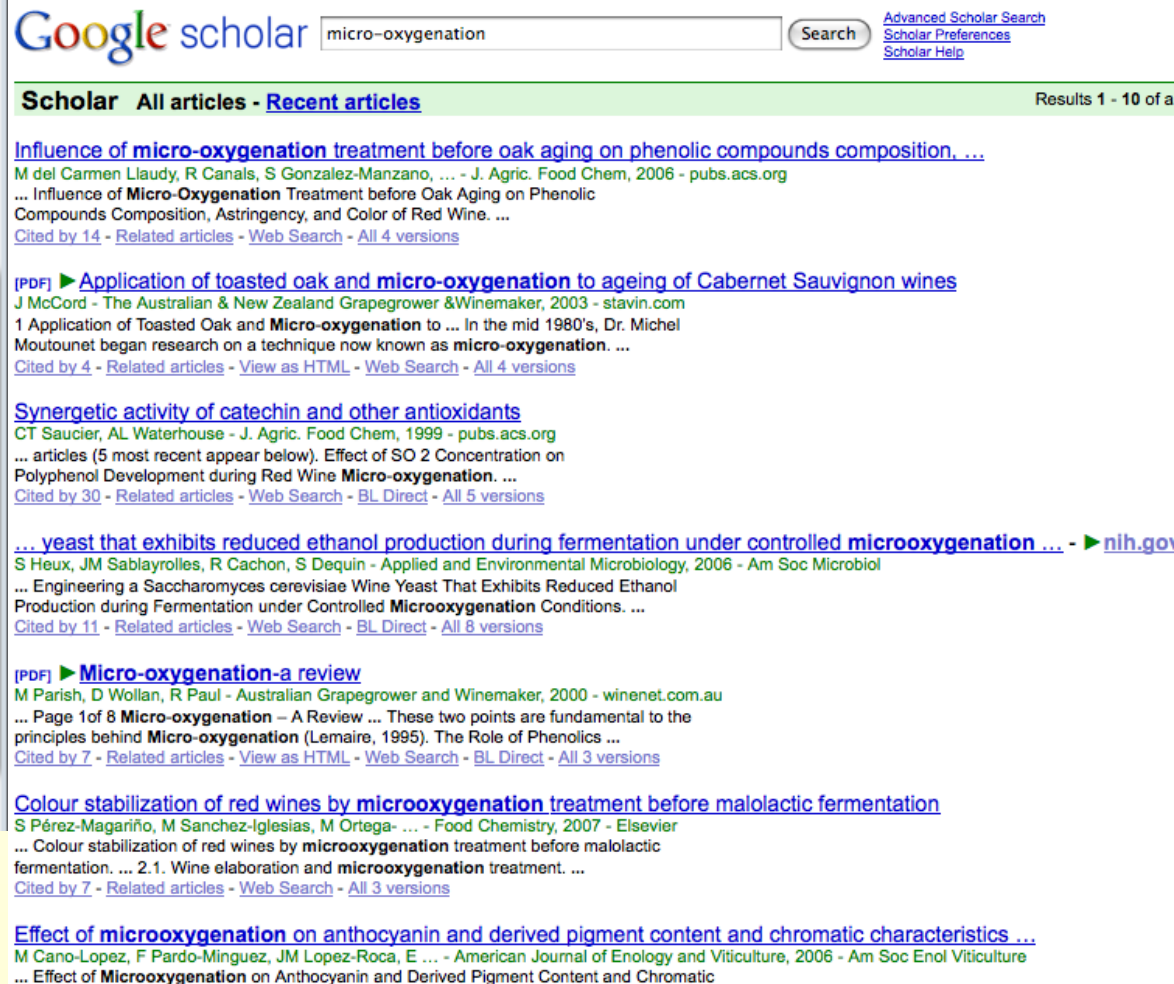 Google scholar micro-oxygenation Search Advanced Scholar Search
Scholar Preferences
Scholar Help
Scholar All articles - Recent articles Results 1 - 10 of a
Influence of micro-oxygenation treatment before oak aging on phenolic compounds composition, ...
M del Carmen Llaudy, R Canals, S Gonzalez-Manzano, ... - J. Agric. Food Chem, 2006 - pubs.acs.org
... Influence of Micro-Oxygenation Treatment before Oak Aging on Phenolic
Compounds Composition, Astringency, and Color of Red Wine. ...
Cited by 14 - Related articles - Web Search - All 4 versions
[PDF] ►Application of toasted oak and micro-oxygenation to ageing of Cabernet Sauvignon wines
J McCord - The Australian & New Zealand Grapegrower &Winemaker, 2003 - stavin.com
1 Application of Toasted Oak and Micro-oxygenation to ... In the mid 1980's, Dr. Michel
Moutounet began research on a technique now known as micro-oxygenation. ...
Cited by 4 - Related articles - View as HTML - Web Search - All 4 versions
Synergetic activity of catechin and other antioxidants
CT Saucier, AL Waterhouse - J. Agric. Food Chem, 1999 - pubs.acs.org
... articles (5 most recent appear below). Effect of SO 2 Concentration on
Polyphenol Development during Red Wine Micro-oxygenation. ...
Cited by 30 - Related articles - Web Search - BL Direct - All 5 versions
... yeast that exhibits reduced ethanol production during fermentation under controlled microoxygenation ... - ►nih.gov
S Heux, JM Sablayrolles, R Cachon, S Dequin - Applied and Environmental Microbiology, 2006 - Am Soc Microbiol
... Engineering a Saccharomyces cerevisiae Wine Yeast That Exhibits Reduced Ethanol
Production during Fermentation under Controlled Microoxygenation Conditions. ...
Cited by 11 - Related articles - Web Search - BL Direct - All 8 versions
[PDF] ►Micro-oxygenation-a review
M Parish, D Wollan, R Paul - Australian Grapegrower and Winemaker, 2000 - winenet.com.au
... Page 1of 8 Micro-oxygenation – A Review ... These two points are fundamental to the
principles behind Micro-oxygenation (Lemaire, 1995). The Role of Phenolics ...
Cited by 7 - Related articles - View as HTML - Web Search - BL Direct - All 3 versions
Colour stabilization of red wines by microoxygenation treatment before malolactic fermentation
S Pérez-Magariño, M Sanchez-Iglesias, M Ortega- ... - Food Chemistry, 2007 - Elsevier
... Colour stabilization of red wines by microoxygenation treatment before malolactic
fermentation. ... 2.1. Wine elaboration and microoxygenation treatment. ...
Cited by 7 - Related articles - Web Search - All 3 versions
Effect of microoxygenation on anthocyanin and derived pigment content and chromatic characteristics ...
M Cano-Lopez, F Pardo-Minguez, JM Lopez-Roca, E ... - American Journal of Enology and Viticulture, 2006 - Am Soc Enol Viticulture
... Effect of Microoxygenation on Anthocyanin and Derived Pigment Content and Chromatic